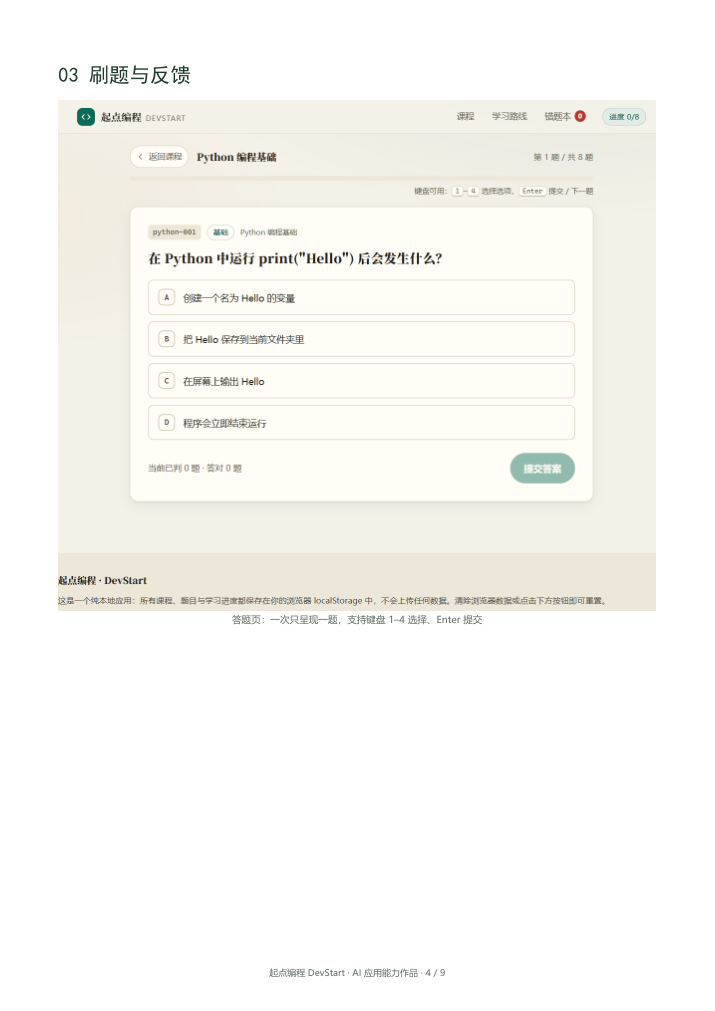 03 刷题与反馈
起点编程 DEVSTART 课程 学习路线 错题本 0 进度 0/8
返回课程 Python 编程基础 第 1 题 / 共 8 题
键盘可用: 1 – 4 选择选项, Enter 提交 / 下一题
python-001 基础 Python 编程基础
在 Python 中运行 print("Hello") 后会发生什么?
A 创建一个名为 Hello 的变量
B 把 Hello 保存到当前文件夹里
C 在屏幕上输出 Hello
D 程序会立即结束运行
当前已判 0 题 · 答对 0 题 提交答案
起点编程 · DevStart
这是一个纯本地应用：所有课程、题目与学习进度都保存在你的浏览器 localStorage 中，不会上传任何数据。清除浏览器数据或点击下方按钮即可重置。
答题页：一次只呈现一题，支持键盘 1–4 选择、Enter 提交
起点编程 DevStart · AI 应用能力作品 · 4 / 9